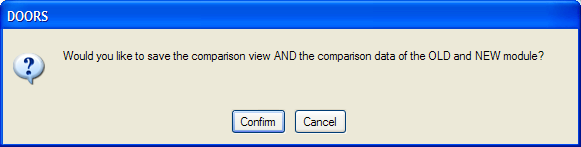 DOORS
Would you like to save the comparison view AND the comparison data of the OLD and NEW module?
Confirm
Cancel